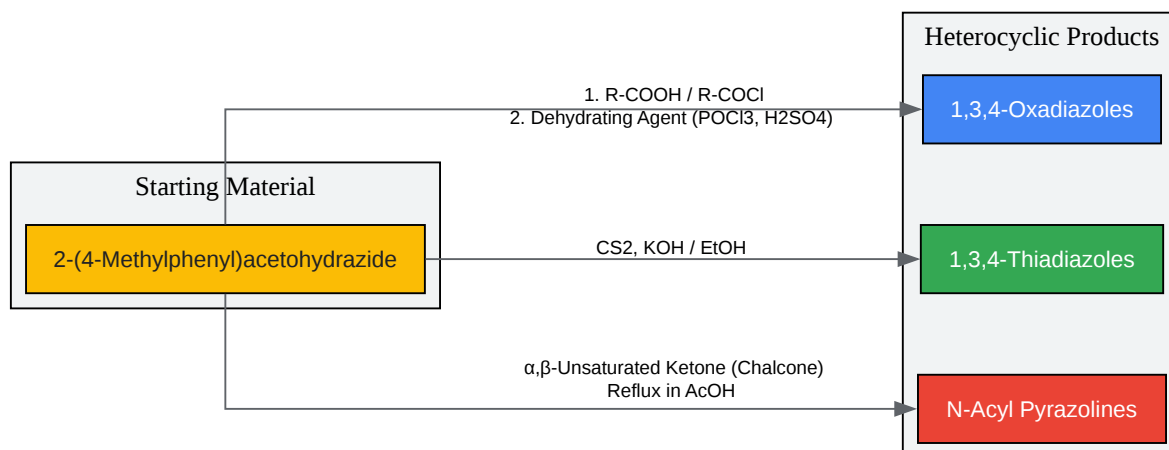 Heterocyclic Products
1. R-COOH / R-COCl
2. Dehydrating Agent (POCl3, H2SO4)
1,3,4-Oxadiazoles
Starting Material
2-(4-Methylphenyl)acetohydrazide
CS2, KOH / EtOH
1,3,4-Thiadiazoles
α,β-Unsaturated Ketone (Chalcone)
Reflux in AcOH
N-Acyl Pyrazolines